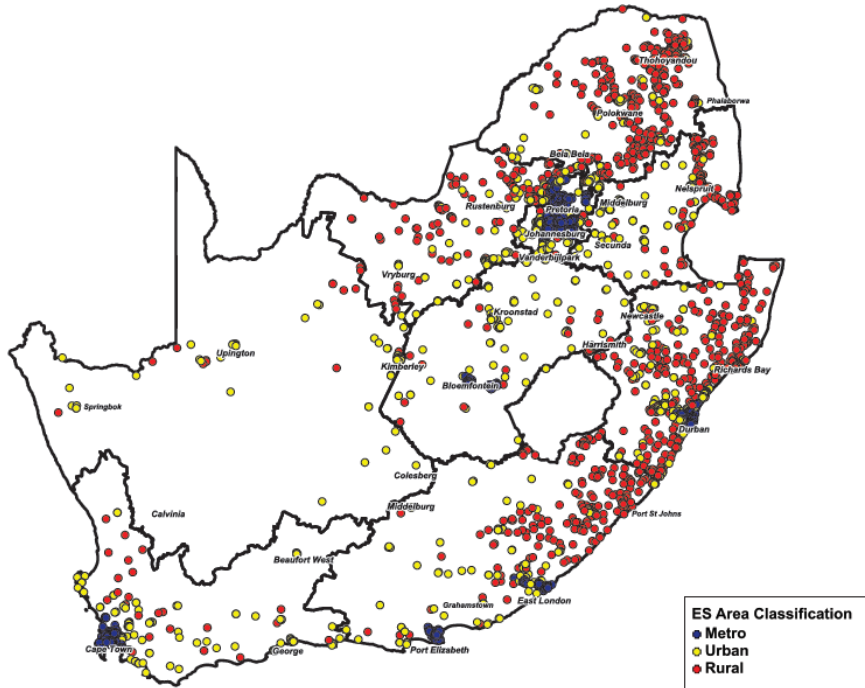 Thohoyandou
Phalaborwa
Polokwane
Bela Bela
Nelspruit
Rustenburg
Pretoria
Middelburg
Johannesburg
Secunda
Vanderbijlpark
Vryburg
Kroonstad
Newcastle
Upington
Harrismith
Kimberley
Richards Bay
Bloemfontein
Springbok
Durban
Colesberg
Calvinia
Middelburg
Port St Johns
Beaufort West
East London
Grahamstown
Cape Town
George
Port Elizabeth
ES Area Classification
Metro
Urban
Rural